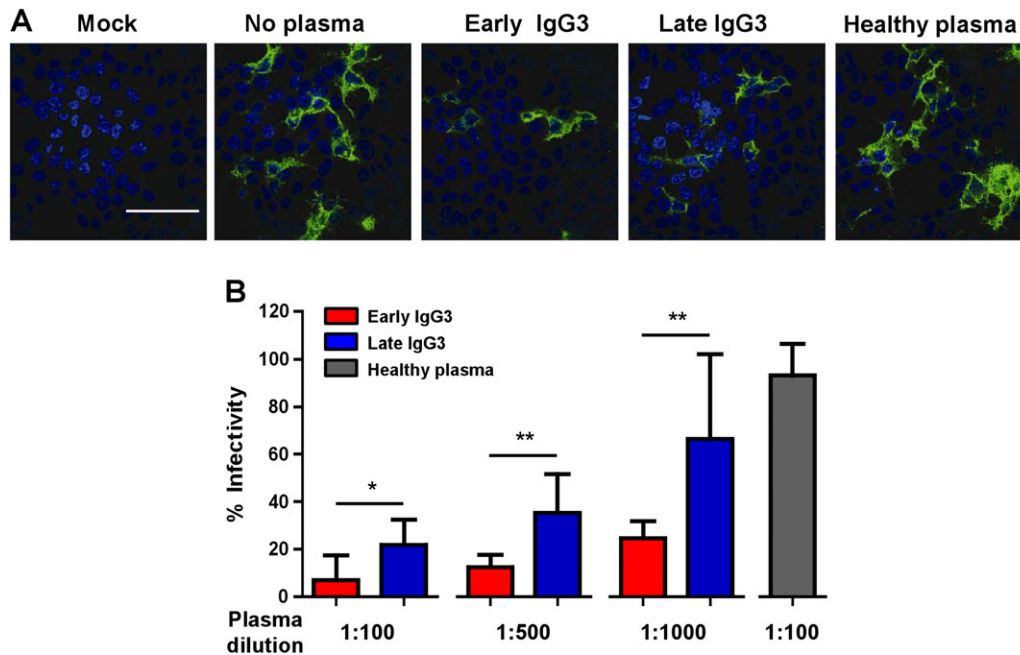 A Mock No plasma Early IgG3 Late IgG3 Healthy plasma
B
120
100
80
60
40
20
0
% Infectivity
Early IgG3
Late IgG3
Healthy plasma
* ** **
Plasma dilution
1:100 1:500 1:1000 1:100